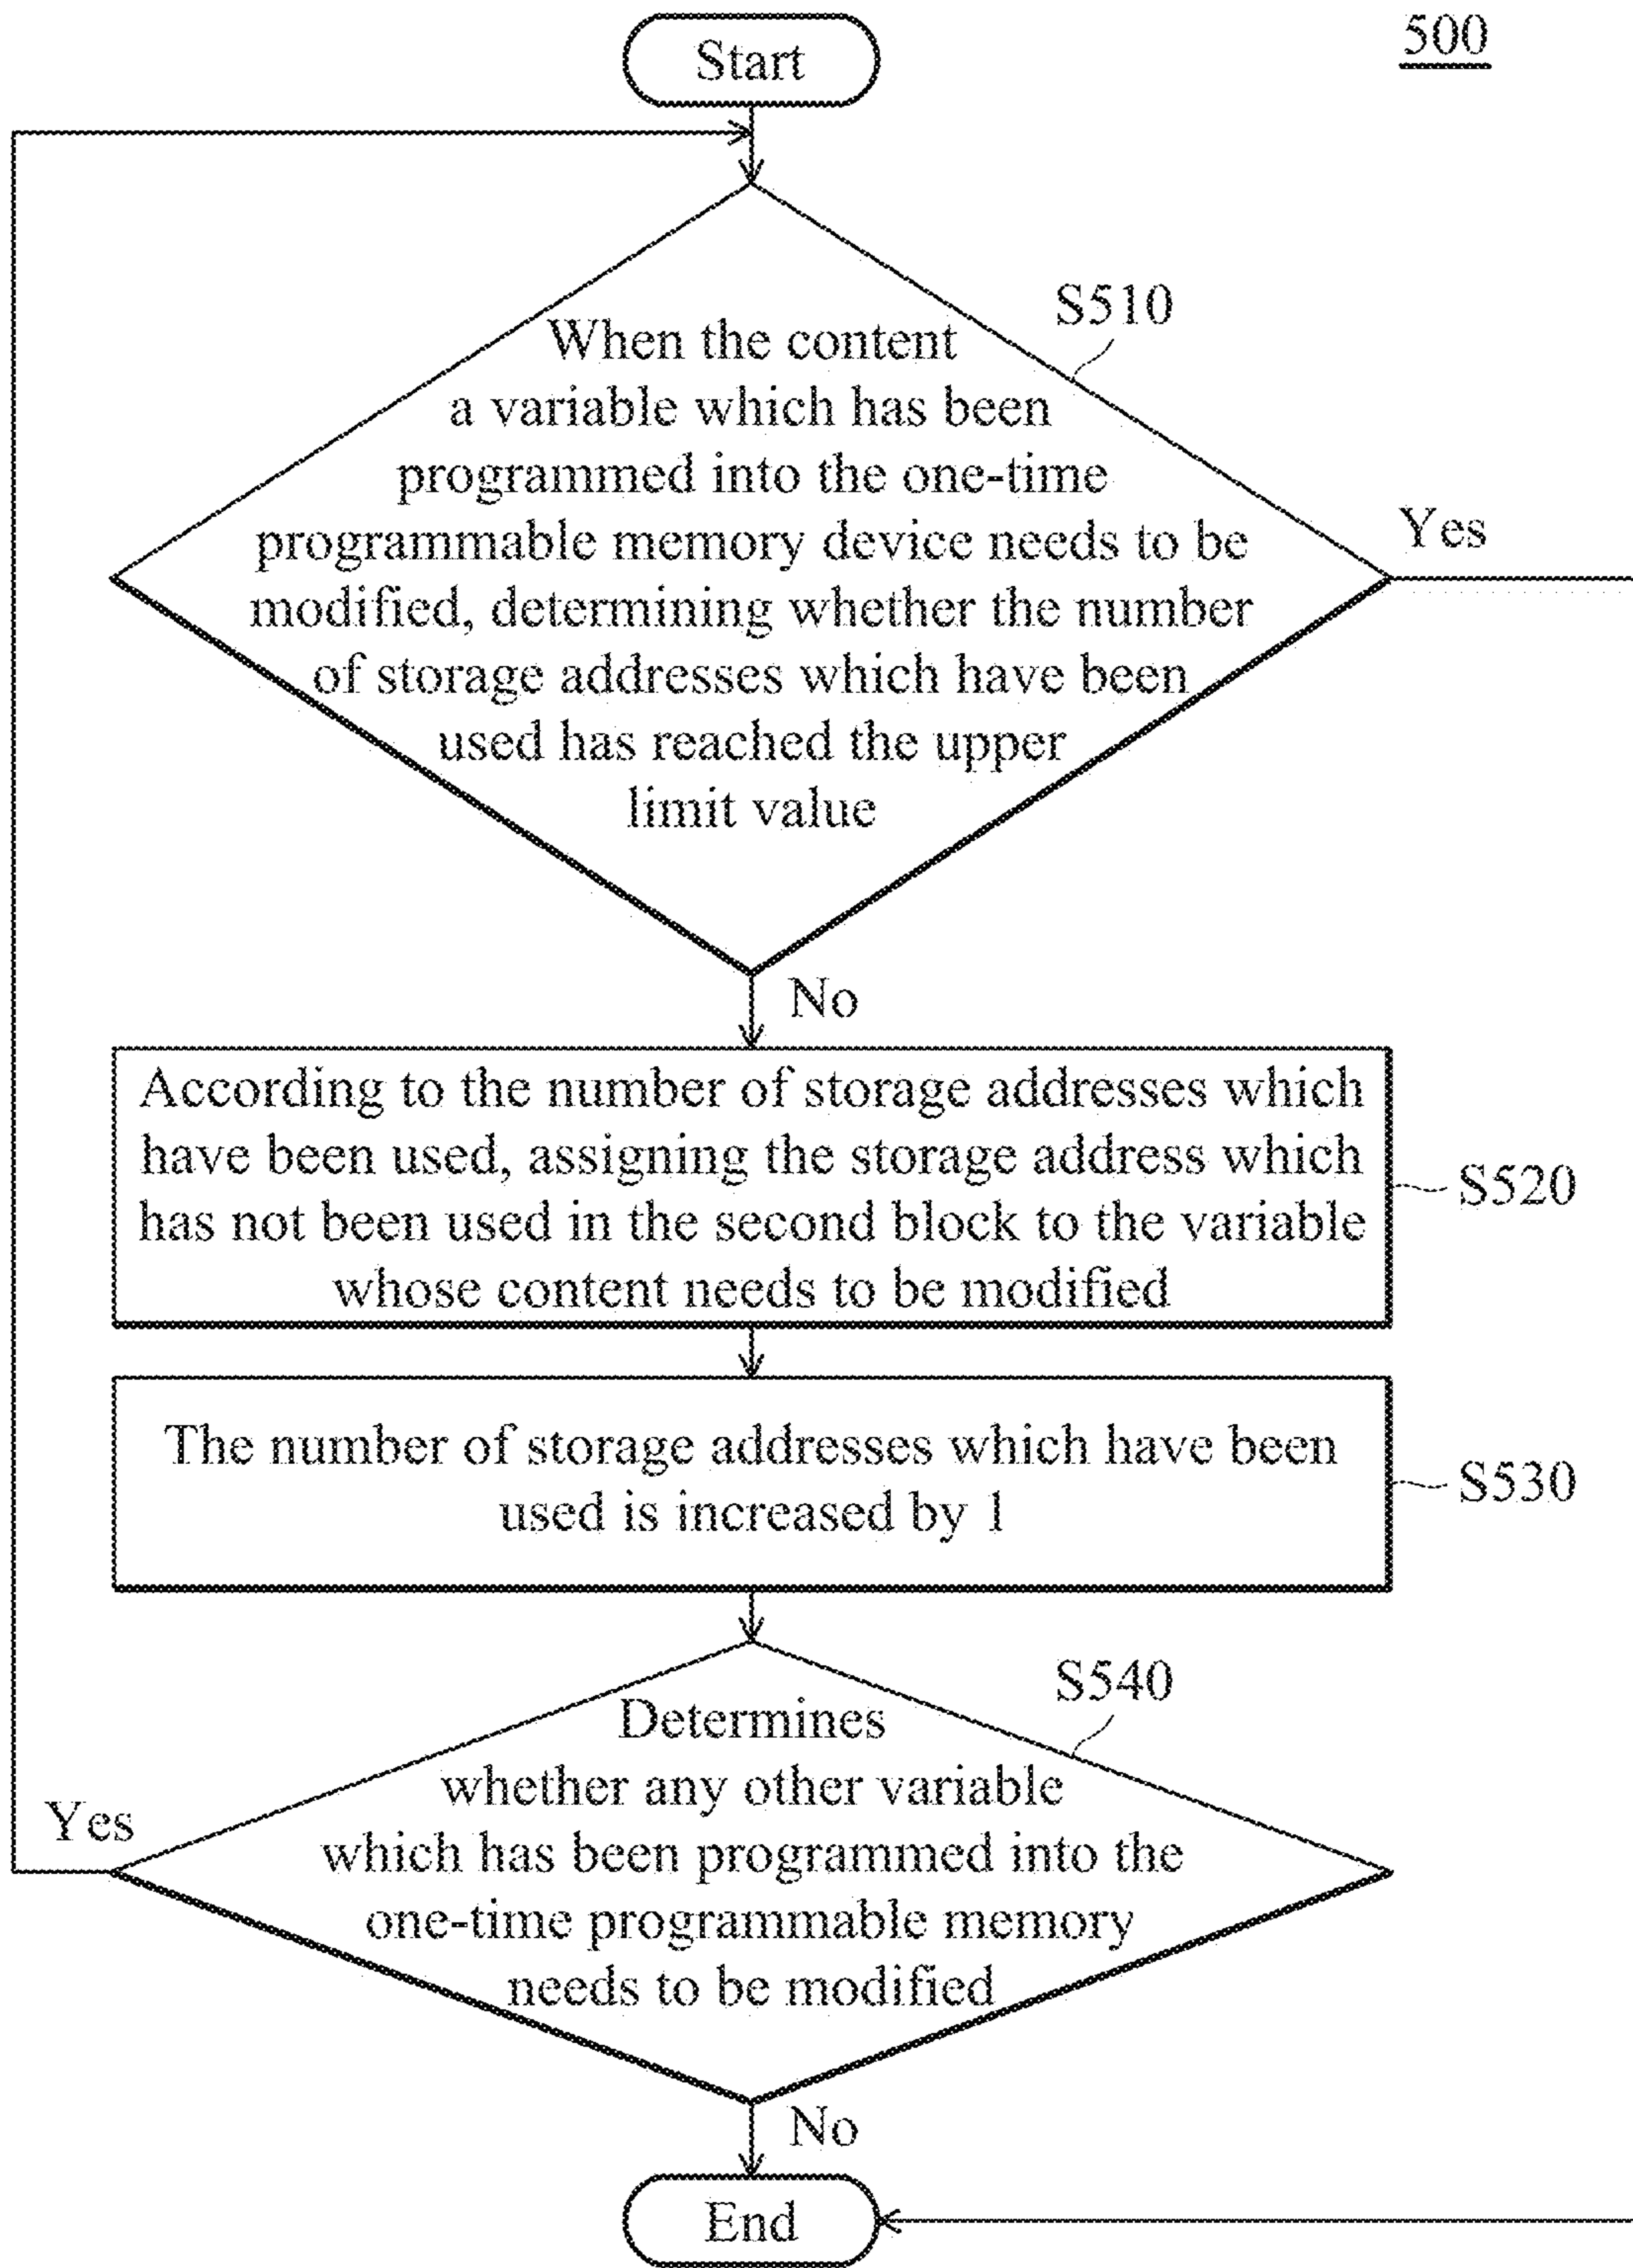 500
Start
S510
When the content
a variable which has been
programmed into the one-time
programmable memory device needs to be
modified, determining whether the number
of storage addresses which have been
used has reached the upper
limit value
Yes
No
According to the number of storage addresses which
have been used, assigning the storage address which
has not been used in the second block to the variable
whose content needs to be modified
S520
The number of storage addresses which have been
used is increased by 1
S530
S540
Determines
whether any other variable
which has been programmed into the
one-time programmable memory
needs to be modified
Yes
No
End